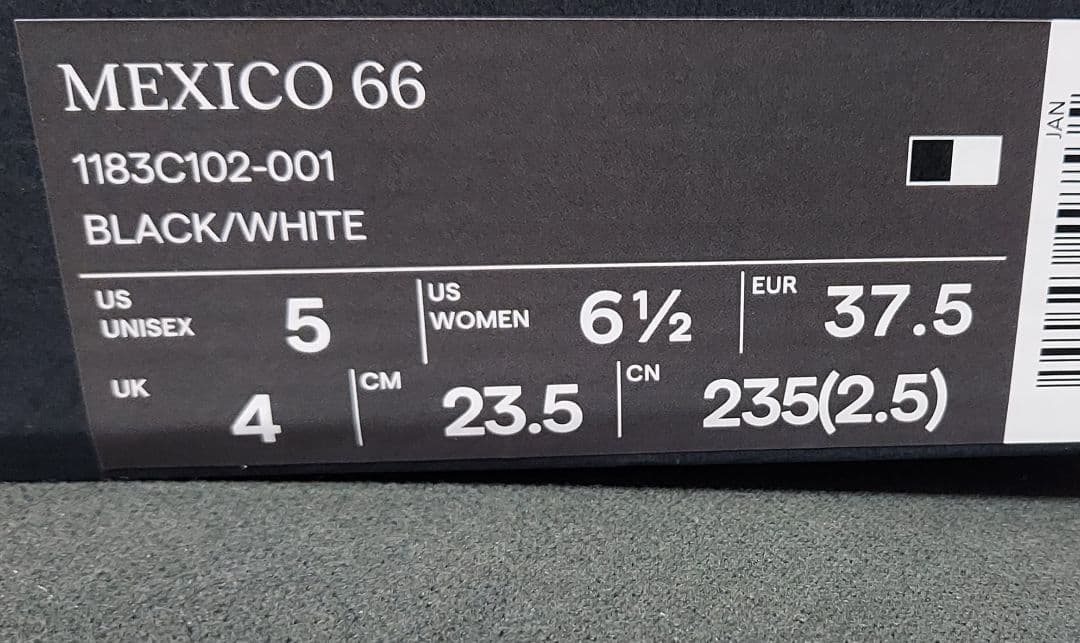 MEXICO 66
1183C102-001
BLACK/WHITE
US UNISEX 5 US WOMEN 6½ EUR 37.5
UK 4 CM 23.5 CN 235(2.5)
JAN